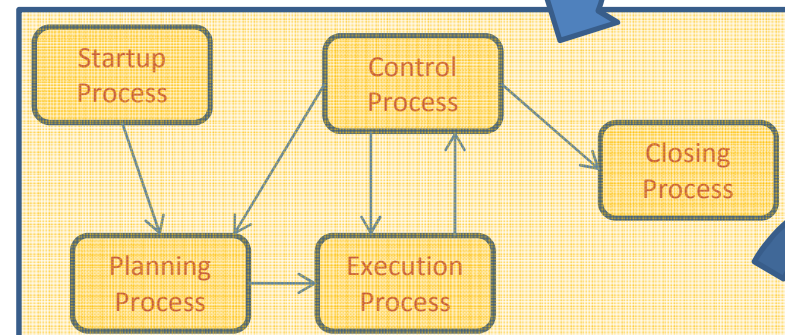 Startup
Process
Control
Process
Closing
Process
Planning
Process
Execution
Process